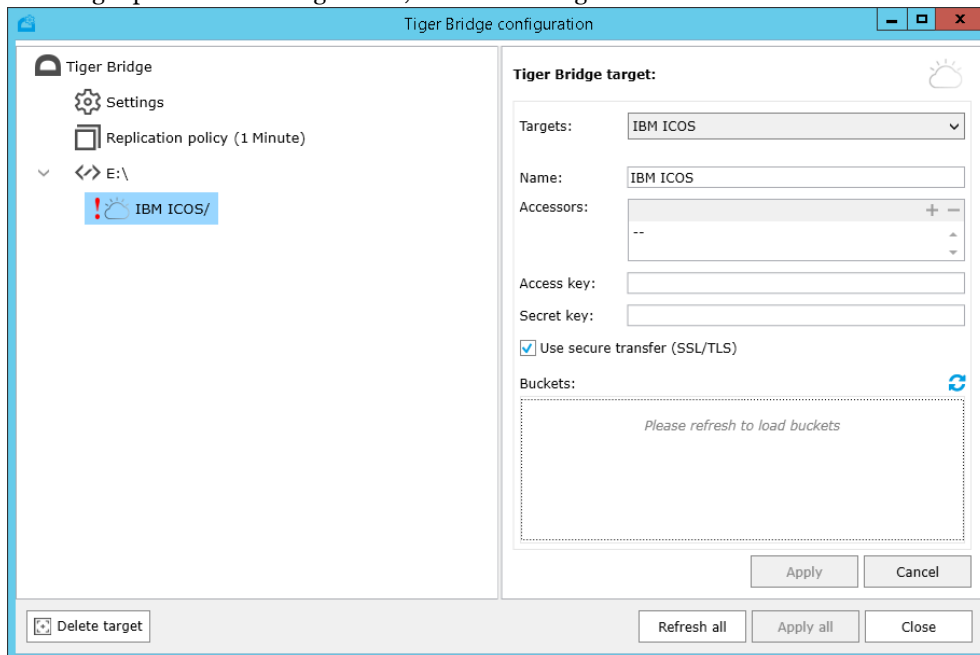 Tiger Bridge configuration
Tiger Bridge
Settings
Replication policy (1 Minute)
E:\
! IBM ICOS/
Tiger Bridge target:
Targets: IBM ICOS
Name: IBM ICOS
Accessors: + −
--
Access key:
Secret key:
Use secure transfer (SSL/TLS)
Buckets:
Please refresh to load buckets
Apply Cancel
Delete target Refresh all Apply all Close